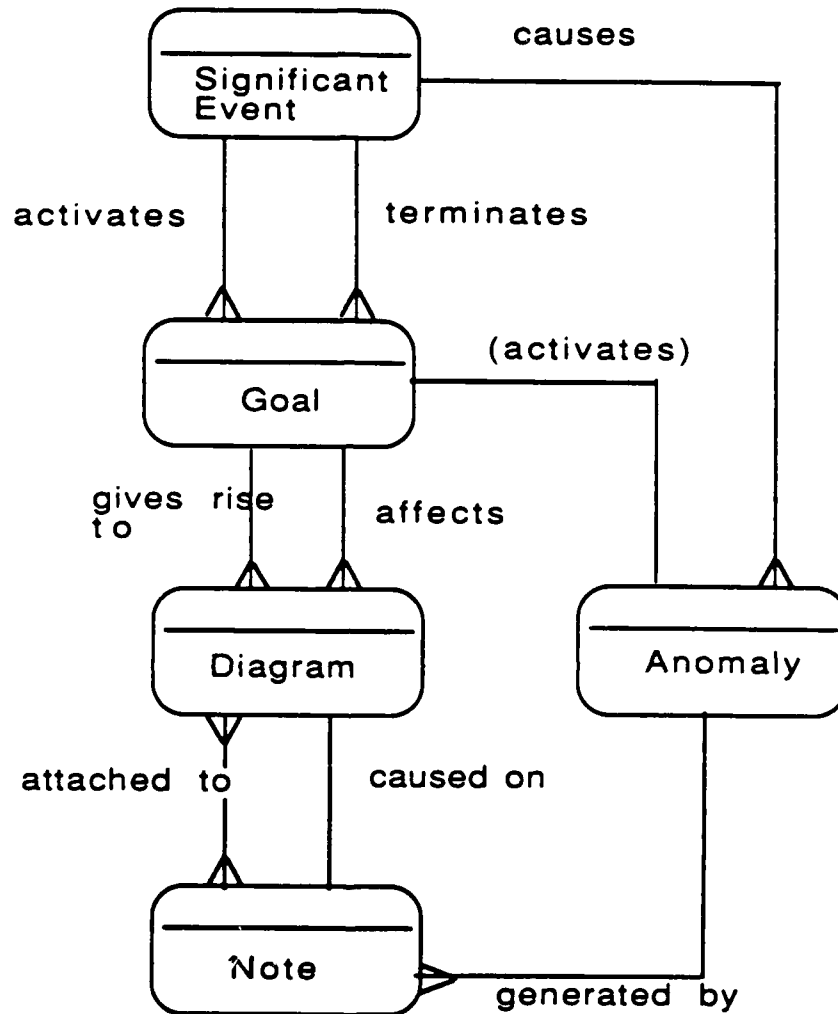 causes
Significant
Event
activates
terminates
(activates)
Goal
gives rise
to
affects
Diagram
Anomaly
attached to
caused on
Note
generated by